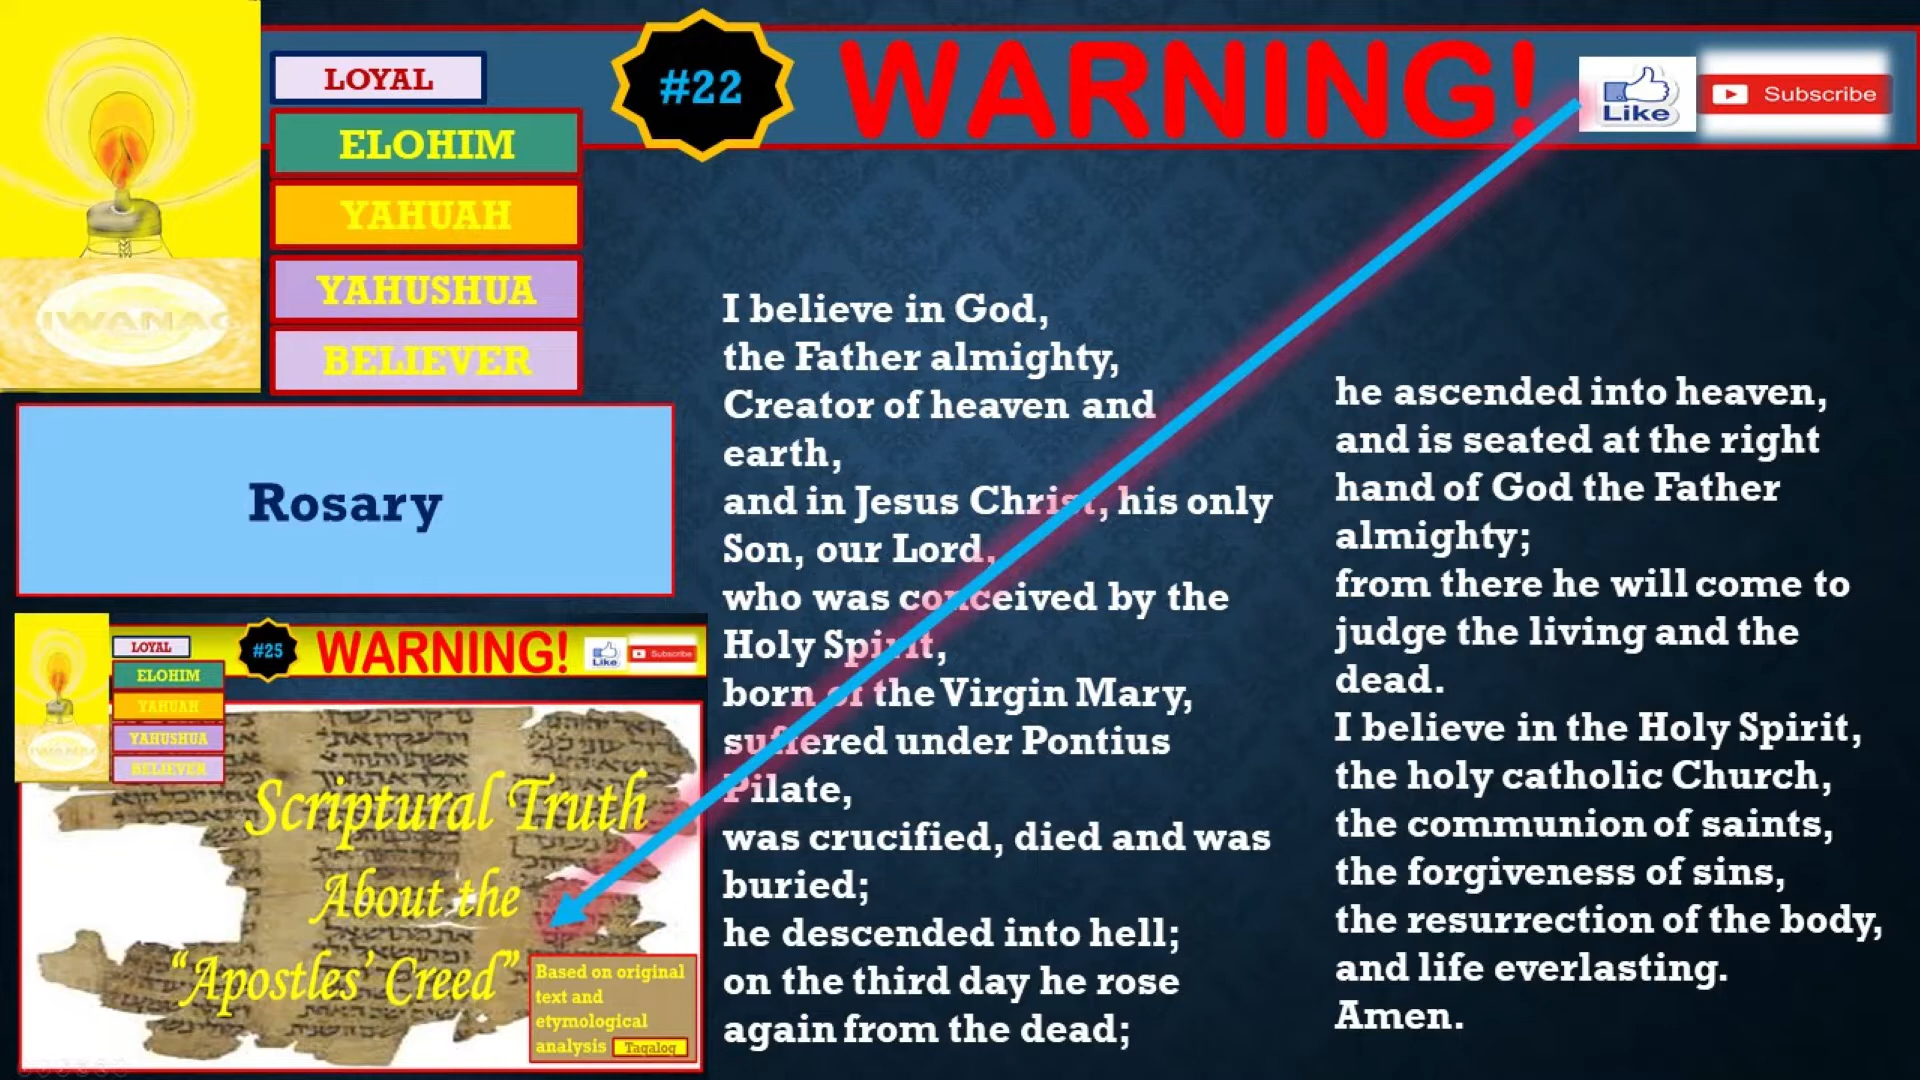 LOYAL
ELOHIM
YAHUAH
YAHUSHUA
BELIEVER
IWANAG
#22
WARNING!
Like
Subscribe
Rosary
I believe in God,
the Father almighty,
Creator of heaven and
earth,
and in Jesus Christ, his only
Son, our Lord,
who was conceived by the
Holy Spirit,
born of the Virgin Mary,
suffered under Pontius
Pilate,
was crucified, died and was
buried;
he descended into hell;
on the third day he rose
again from the dead;
he ascended into heaven,
and is seated at the right
hand of God the Father
almighty;
from there he will come to
judge the living and the
dead.
I believe in the Holy Spirit,
the holy catholic Church,
the communion of saints,
the forgiveness of sins,
the resurrection of the body,
and life everlasting.
Amen.
LOYAL
ELOHIM
YAHUAH
YAHUSHUA
BELIEVER
#25
WARNING!
Like
Subscribe
Scriptural Truth
About the
“Apostles’ Creed”
Based on original
text and
etymological
analysis Tagalog